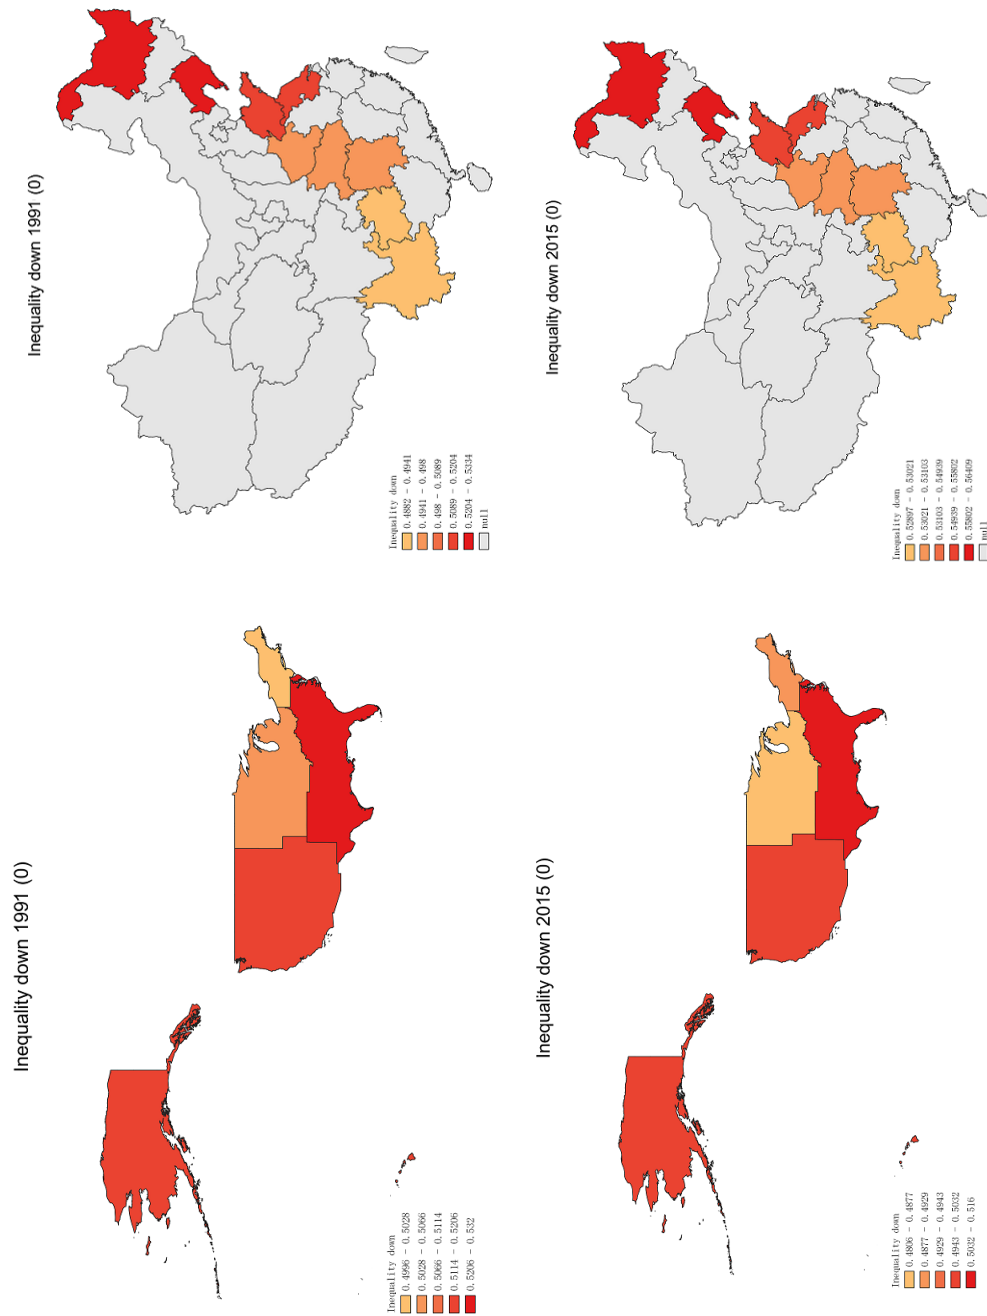 Inequality down 1991 (0)
Inequality down
0.4996 - 0.5028
0.5028 - 0.5066
0.5066 - 0.5114
0.5114 - 0.5206
0.5206 - 0.532
Inequality down 1991 (0)
Inequality down
0.4882 - 0.4941
0.4941 - 0.498
0.498 - 0.5089
0.5089 - 0.5204
0.5204 - 0.5334
null
Inequality down 2015 (0)
Inequality down
0.4806 - 0.4877
0.4877 - 0.4929
0.4929 - 0.4943
0.4943 - 0.5032
0.5032 - 0.516
Inequality down 2015 (0)
Inequality down
0.52897 - 0.53021
0.53021 - 0.53103
0.53103 - 0.54939
0.54939 - 0.55802
0.55802 - 0.56409
null